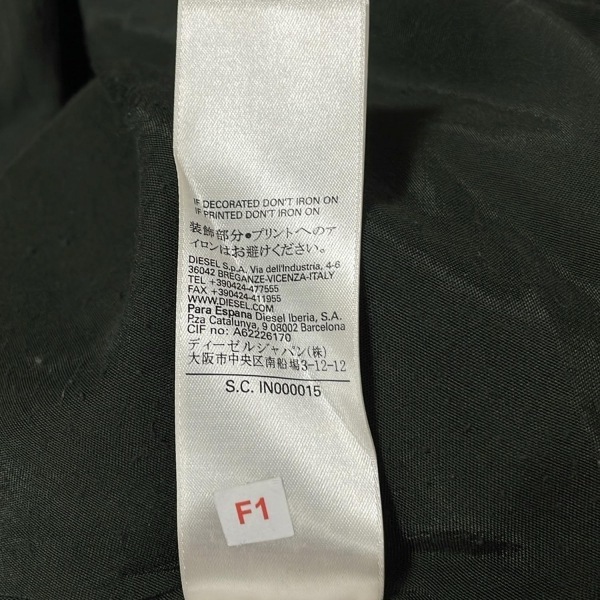 IF DECORATED DON'T IRON ON
IF PRINTED DON'T IRON ON
装飾部分●プリントへのア
イロンはお避けください。
DIESEL S.p.A. Via dell'Industria, 4-6
36042 BREGANZE-VICENZA-ITALY
TEL +390424-477555
FAX +390424-411955
WWW.DIESEL.COM
Para Espana Diesel Iberia, S.A.
P.za Catalunya, 9 08002 Barcelona
CIF no: A62226170
ディーゼルジャパン(株)
大阪市中央区南船場3-12-12
S.C. IN000015
F1